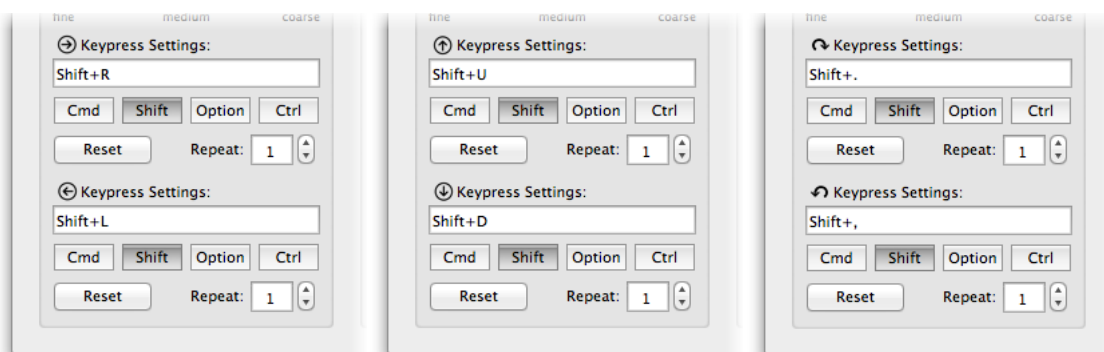 fine medium coarse
Keypress Settings:
Shift+R
Cmd Shift Option Ctrl
Reset Repeat: 1
Keypress Settings:
Shift+L
Cmd Shift Option Ctrl
Reset Repeat: 1
fine medium coarse
Keypress Settings:
Shift+U
Cmd Shift Option Ctrl
Reset Repeat: 1
Keypress Settings:
Shift+D
Cmd Shift Option Ctrl
Reset Repeat: 1
fine medium coarse
Keypress Settings:
Shift+.
Cmd Shift Option Ctrl
Reset Repeat: 1
Keypress Settings:
Shift+,
Cmd Shift Option Ctrl
Reset Repeat: 1